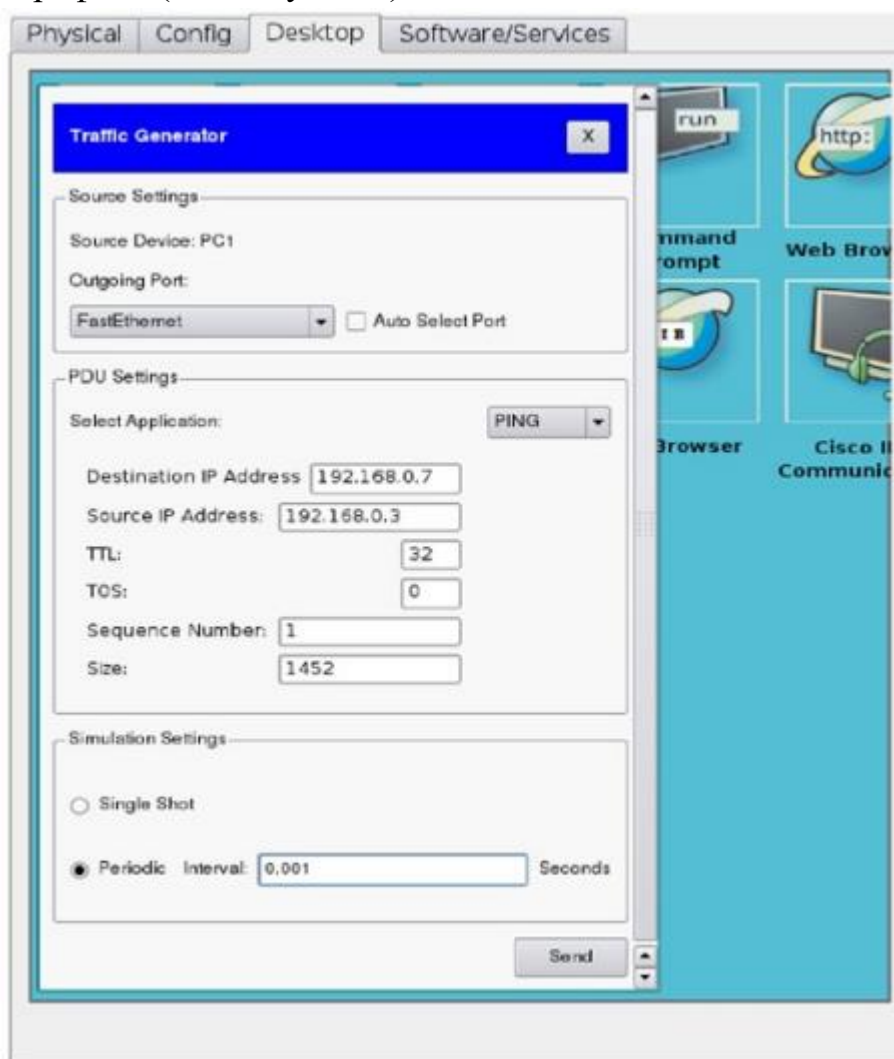 Physical Config Desktop Software/Services
Traffic Generator X
run
http:
Source Settings
Source Device: PC1
Outgoing Port:
FastEthernet Auto Select Port
mmand
ompt
Web Brow
PDU Settings
Select Application: PING
Destination IP Address 192.168.0.7
Source IP Address: 192.168.0.3
TTL: 32
TOS: 0
Sequence Number: 1
Size: 1452
Browser
Cisco I
Communic
Simulation Settings
Single Shot
Periodic Interval: 0,001 Seconds
Send